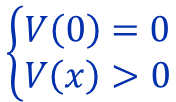 V(0) = 0
V(x) > 0